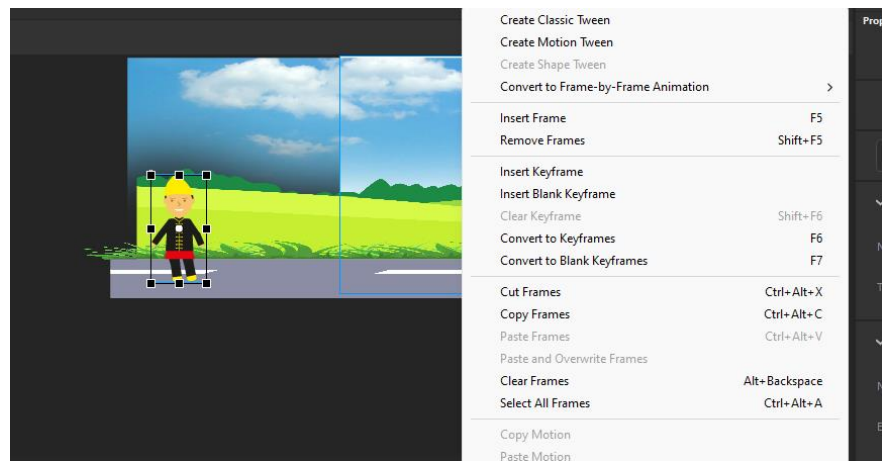 Create Classic Tween
Create Motion Tween
Create Shape Tween
Convert to Frame-by-Frame Animation
Insert Frame F5
Remove Frames Shift+F5
Insert Keyframe
Insert Blank Keyframe
Clear Keyframe Shift+F6
Convert to Keyframes F6
Convert to Blank Keyframes F7
Cut Frames Ctrl+Alt+X
Copy Frames Ctrl+Alt+C
Paste Frames Ctrl+Alt+V
Paste and Overwrite Frames
Clear Frames Alt+Backspace
Select All Frames Ctrl+Alt+A
Copy Motion
Paste Motion
Prop